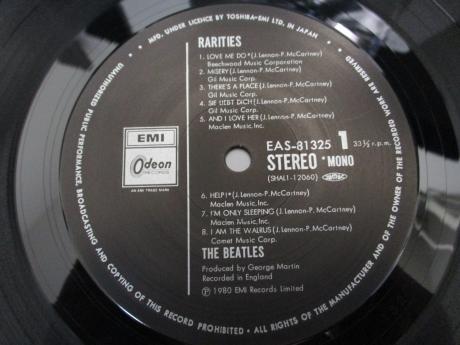 MFD. UNDER LICENCE BY TOSHIBA-EMI LTD. IN JAPAN
UNAUTHORIZED PUBLIC PERFORMANCE, BROADCASTING AND COPYING OF THIS RECORD PROHIBITED • ALL RIGHTS OF THE MANUFACTURER AND OF THE OWNER OF THE RECORDED WORK ARE RESERVED
RARITIES
1. LOVE ME DO*(J.Lennon-P.McCartney)
Beechwood Music Corporation
2. MISERY(J.Lennon-P.McCartney)
Gil Music Corp.
3. THERE'S A PLACE(J.Lennon-P.McCartney)
Gil Music Corp.
4. SIE LIEBT DICH(J.Lennon-P.McCartney)
Gil Music Corp.
5. AND I LOVE HER(J.Lennon-P.McCartney)
Maclen Music.Inc.
EMI
Odeon
RECORDS
AN EMI TRADE MARK
EAS-81325 1 33⅓ r.p.m.
STEREO *MONO
(SHAL1-12060)
6. HELP!*(J.Lennon-P.McCartney)
Maclen Music.Inc.
7. I'M ONLY SLEEPING(J.Lennon-P.McCartney)
Maclen Music.Inc.
8. I AM THE WALRUS(J.Lennon-P.McCartney)
Comet Music Corp.
THE BEATLES
Produced by George Martin
Recorded in England
Ⓟ 1980 EMI Records Limited